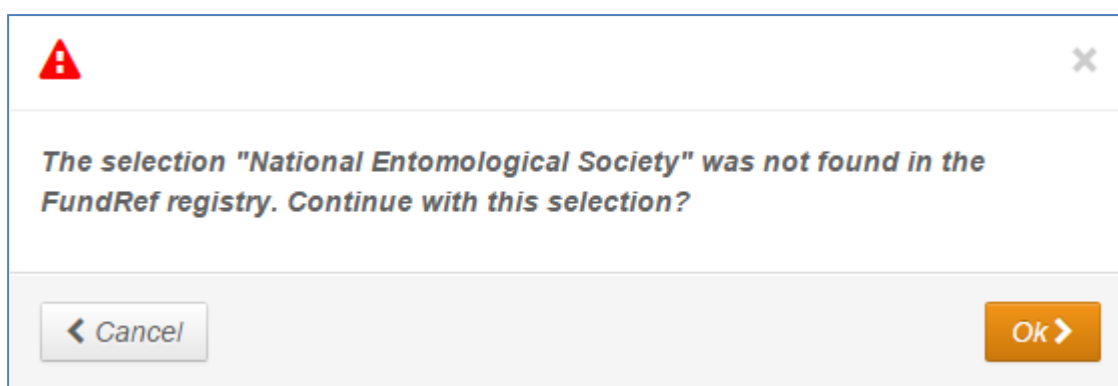 The selection "National Entomological Society" was not found in the
FundRef registry. Continue with this selection?
Cancel
Ok